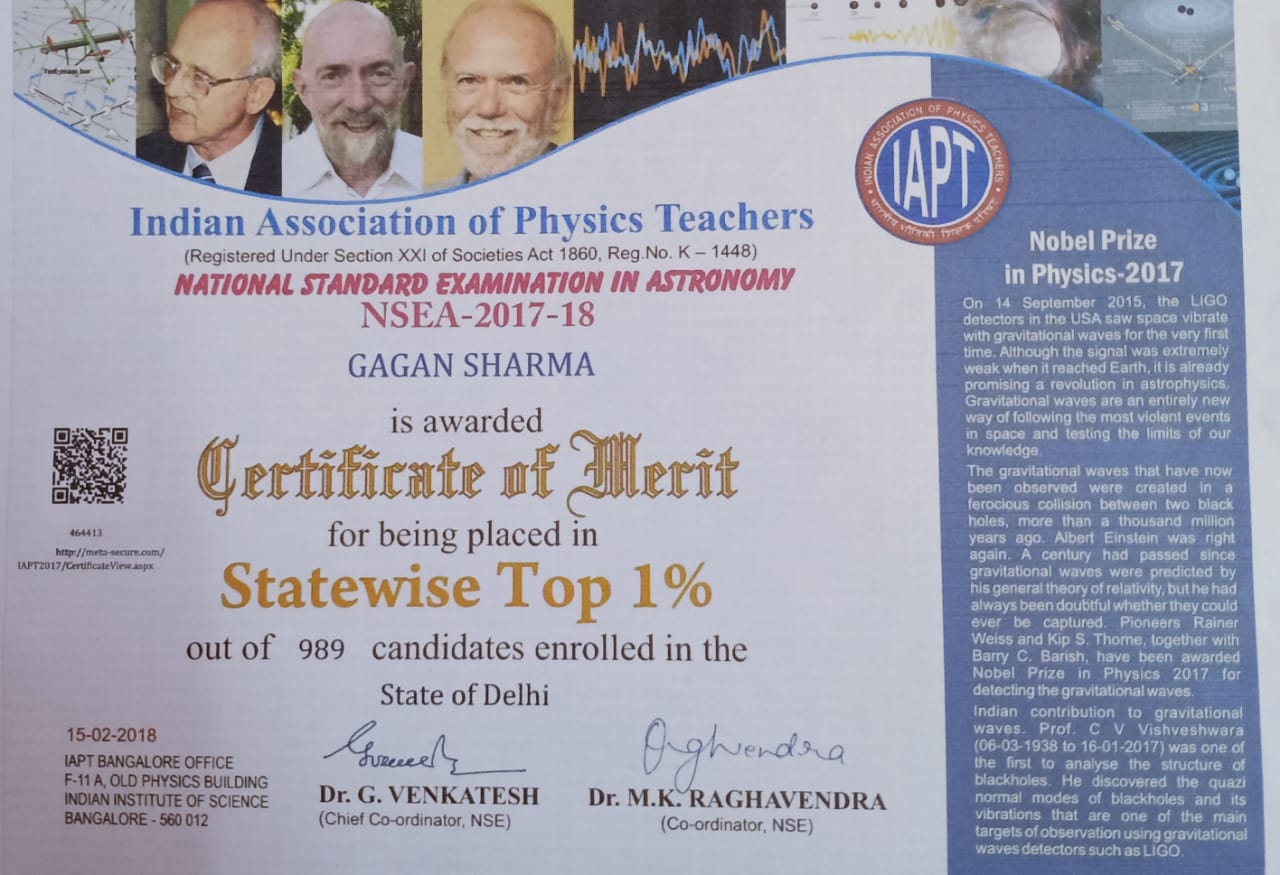 Test mass bar
Indian Association of Physics Teachers
(Registered Under Section XXI of Societies Act 1860, Reg.No. K – 1448)
NATIONAL STANDARD EXAMINATION IN ASTRONOMY
NSEA-2017-18
GAGAN SHARMA
is awarded
Certificate of Merit
for being placed in
Statewise Top 1%
out of 989 candidates enrolled in the
State of Delhi
464413
http://meta-secure.com/
IAPT2017/CertificateView.aspx
15-02-2018
IAPT BANGALORE OFFICE
F-11 A, OLD PHYSICS BUILDING
INDIAN INSTITUTE OF SCIENCE
BANGALORE - 560 012
Dr. G. VENKATESH
(Chief Co-ordinator, NSE)
Raghvendra
Dr. M.K. RAGHAVENDRA
(Co-ordinator, NSE)
INDIAN ASSOCIATION OF PHYSICS TEACHERS
IAPT
भारतीय भौतिकी शिक्षक परिषद
Nobel Prize
in Physics-2017
On 14 September 2015, the LIGO
detectors in the USA saw space vibrate
with gravitational waves for the very first
time. Although the signal was extremely
weak when it reached Earth, it is already
promising a revolution in astrophysics.
Gravitational waves are an entirely new
way of following the most violent events
in space and testing the limits of our
knowledge.
The gravitational waves that have now
been observed were created in a
ferocious collision between two black
holes, more than a thousand million
years ago. Albert Einstein was right
again. A century had passed since
gravitational waves were predicted by
his general theory of relativity, but he had
always been doubtful whether they could
ever be captured. Pioneers Rainer
Weiss and Kip S. Thorne, together with
Barry C. Barish, have been awarded
Nobel Prize in Physics 2017 for
detecting the gravitational waves.
Indian contribution to gravitational
waves. Prof. C V Vishveshwara
(06-03-1938 to 16-01-2017) was one of
the first to analyse the structure of
blackholes. He discovered the quazi
normal modes of blackholes and its
vibrations that are one of the main
targets of observation using gravitational
waves detectors such as LIGO.